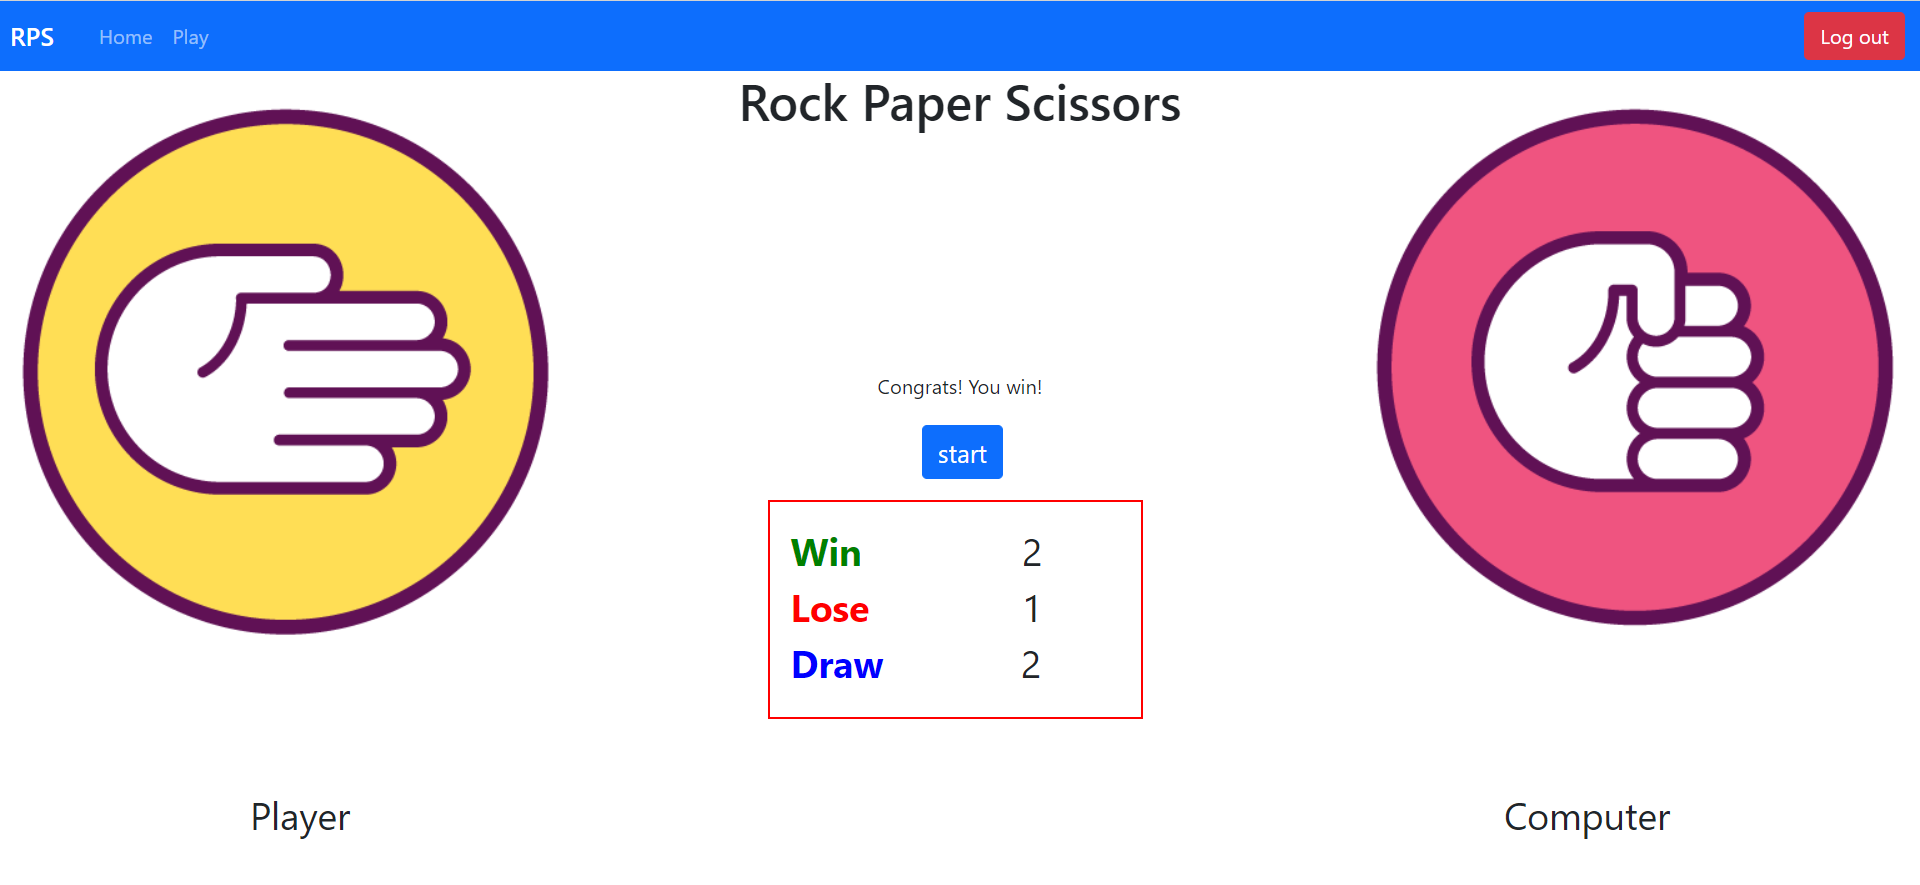 RPS Home Play Log out
Rock Paper Scissors
Congrats! You win!
start
Win 2
Lose 1
Draw 2
Player Computer